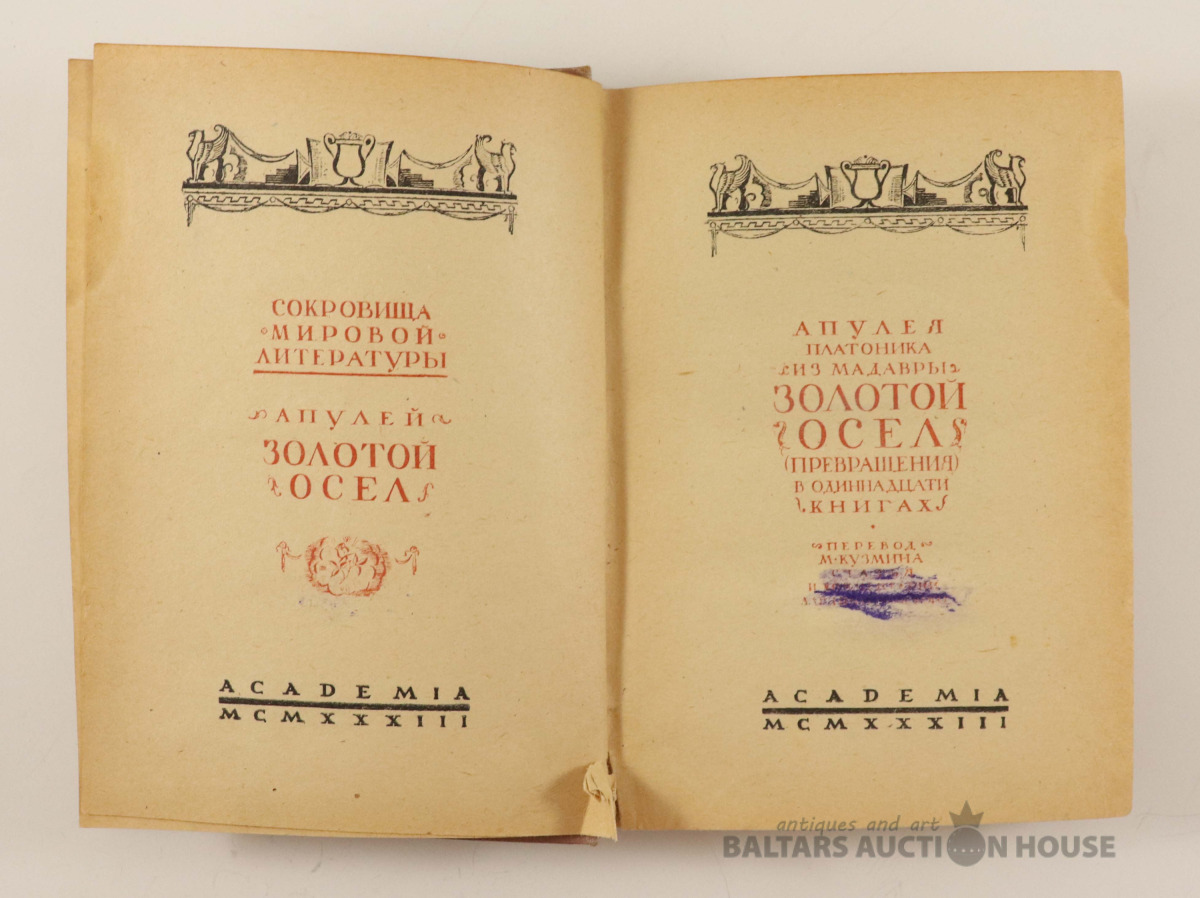 СОКРОВИЩА
МИРОВОЙ
ЛИТЕРАТУРЫ
АПУЛЕЙ
ЗОЛОТОЙ
ОСЕЛ
ACADEMIA
MCMXXXIII
АПУЛЕЯ
ПЛАТОНИКА
ИЗ МАДАВРЫ
ЗОЛОТОЙ
ОСЕЛ
(ПРЕВРАЩЕНИЯ)
В ОДИННАДЦАТИ
КНИГАХ
ПЕРЕВОД
М·КУЗМИНА
И
ACADEMIA
MCMXXXIII
antiques and art
BALTARS AUCTION HOUSE